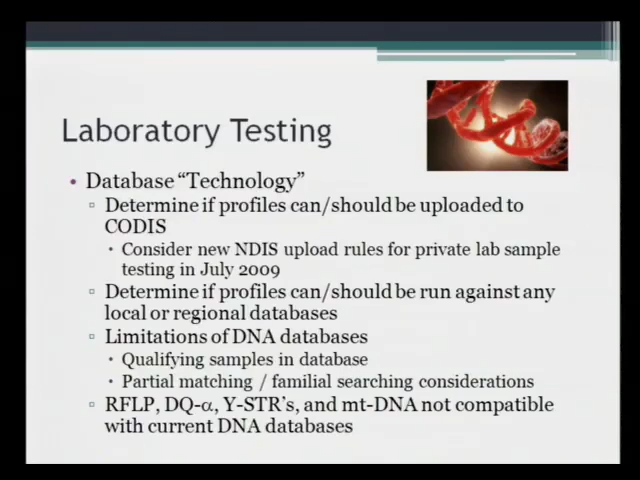 Laboratory Testing
• Database “Technology”
▫ Determine if profiles can/should be uploaded to
CODIS
• Consider new NDIS upload rules for private lab sample
testing in July 2009
▫ Determine if profiles can/should be run against any
local or regional databases
▫ Limitations of DNA databases
• Qualifying samples in database
• Partial matching / familial searching considerations
▫ RFLP, DQ-α, Y-STR’s, and mt-DNA not compatible
with current DNA databases